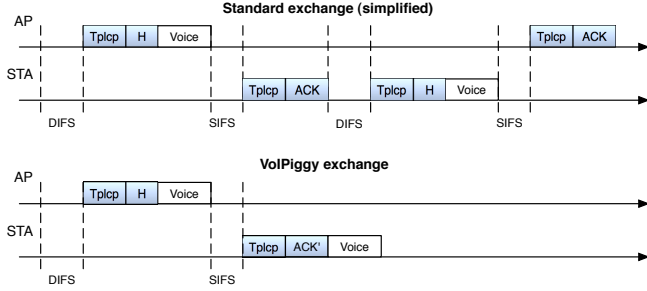 Standard exchange (simplified)
AP
Tplcp H Voice Tplcp ACK
STA
Tplcp ACK Tplcp H Voice
DIFS SIFS DIFS SIFS
VoIPiggy exchange
AP
Tplcp H Voice
STA
Tplcp ACK' Voice
DIFS SIFS